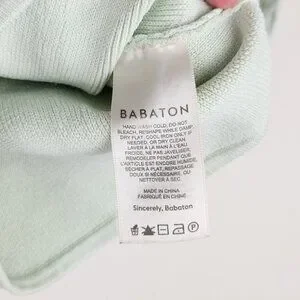 BABATON
HAND WASH COLD, DO NOT
BLEACH, RESHAPE WHILE DAMP,
DRY FLAT, COOL IRON ONLY IF
NEEDED, OR DRY CLEAN.
LAVER À LA MAIN À L'EAU
FROIDE, NE PAS JAVELISER,
REMODELER PENDANT QUE
L'ARTICLE EST ENCORE HUMIDE,
SÉCHER À PLAT, REPASSAGE
DOUX SI NÉCESSAIRE, OU
NETTOYER À SEC.
MADE IN CHINA
FABRIQUÉ EN CHINE
Sincerely, Babaton
P